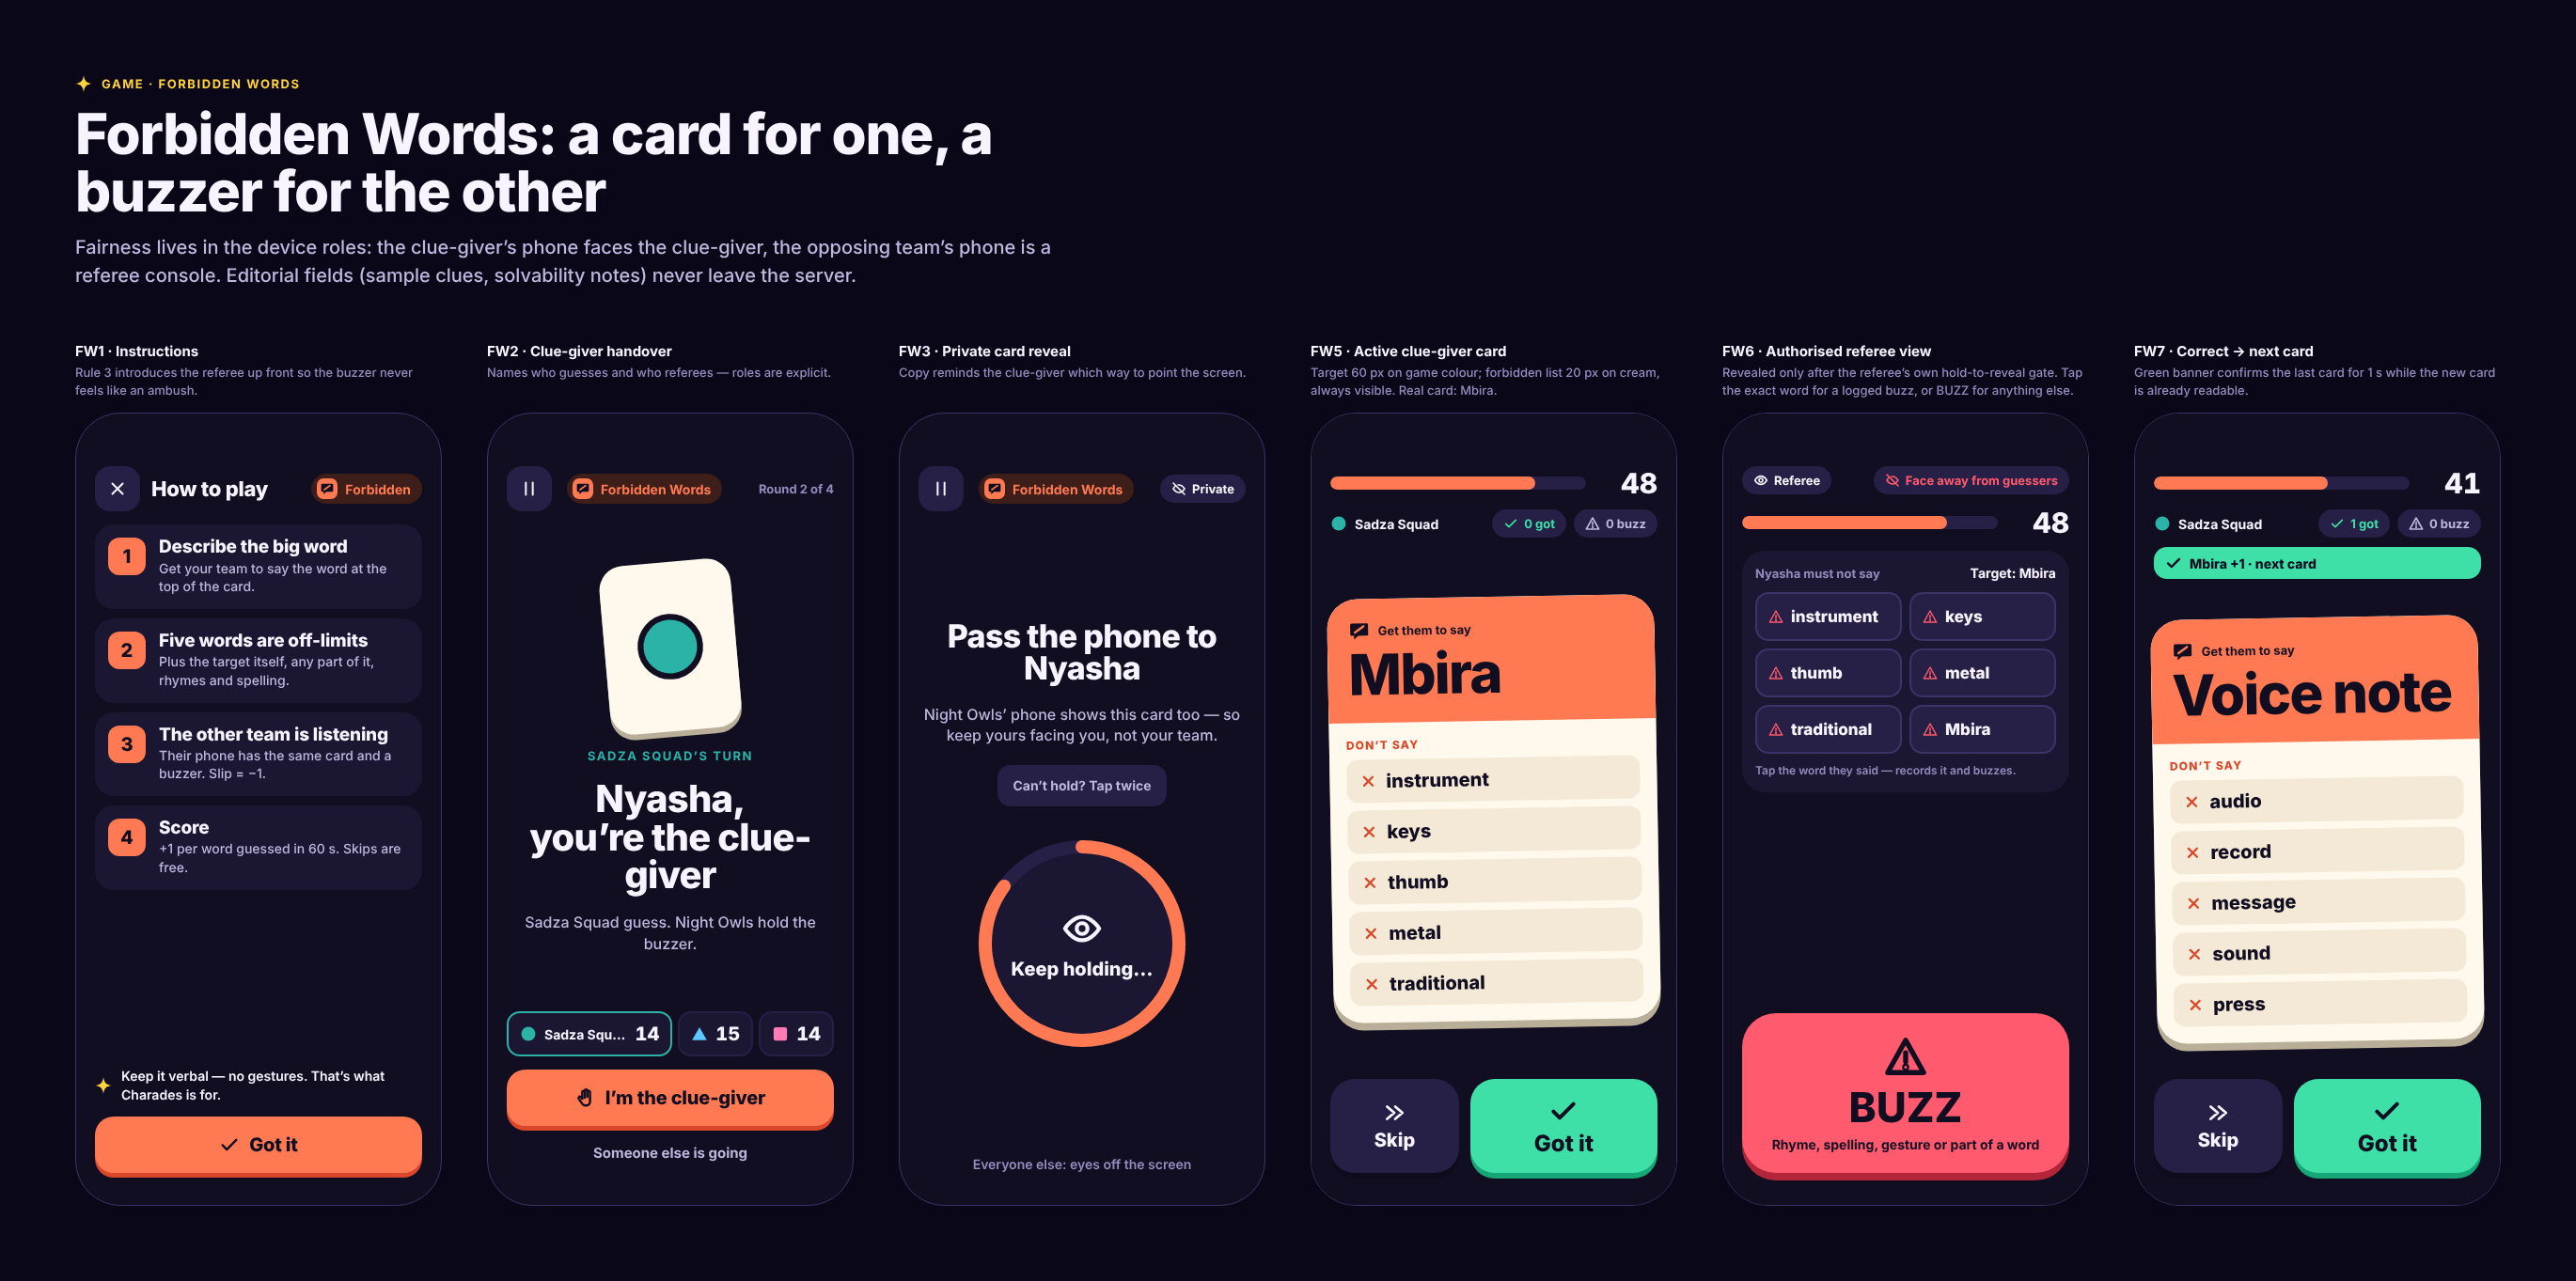 GAME · FORBIDDEN WORDS
Forbidden Words: a card for one, a
buzzer for the other
Fairness lives in the device roles: the clue-giver’s phone faces the clue-giver, the opposing team’s phone is a
referee console. Editorial fields (sample clues, solvability notes) never leave the server.
FW1 · Instructions
Rule 3 introduces the referee up front so the buzzer never
feels like an ambush.
How to play
Forbidden
1
Describe the big word
Get your team to say the word at the
top of the card.
2
Five words are off-limits
Plus the target itself, any part of it,
rhymes and spelling.
3
The other team is listening
Their phone has the same card and a
buzzer. Slip = −1.
4
Score
+1 per word guessed in 60 s. Skips are
free.
Keep it verbal — no gestures. That’s what
Charades is for.
Got it
FW2 · Clue-giver handover
Names who guesses and who referees — roles are explicit.
Forbidden Words
Round 2 of 4
SADZA SQUAD’S TURN
Nyasha,
you’re the clue-
giver
Sadza Squad guess. Night Owls hold the
buzzer.
Sadza Squ... 14
15
14
I’m the clue-giver
Someone else is going
FW3 · Private card reveal
Copy reminds the clue-giver which way to point the screen.
Forbidden Words
Private
Pass the phone to
Nyasha
Night Owls’ phone shows this card too — so
keep yours facing you, not your team.
Can’t hold? Tap twice
Keep holding...
Everyone else: eyes off the screen
FW5 · Active clue-giver card
Target 60 px on game colour; forbidden list 20 px on cream,
always visible. Real card: Mbira.
48
Sadza Squad
0 got
0 buzz
Get them to say
Mbira
DON’T SAY
instrument
keys
thumb
metal
traditional
Skip
Got it
FW6 · Authorised referee view
Revealed only after the referee’s own hold-to-reveal gate. Tap
the exact word for a logged buzz, or BUZZ for anything else.
Referee
Face away from guessers
48
Nyasha must not say
Target: Mbira
instrument
keys
thumb
metal
traditional
Mbira
Tap the word they said — records it and buzzes.
BUZZ
Rhyme, spelling, gesture or part of a word
FW7 · Correct → next card
Green banner confirms the last card for 1 s while the new card
is already readable.
41
Sadza Squad
1 got
0 buzz
Mbira +1 · next card
Get them to say
Voice note
DON’T SAY
audio
record
message
sound
press
Skip
Got it